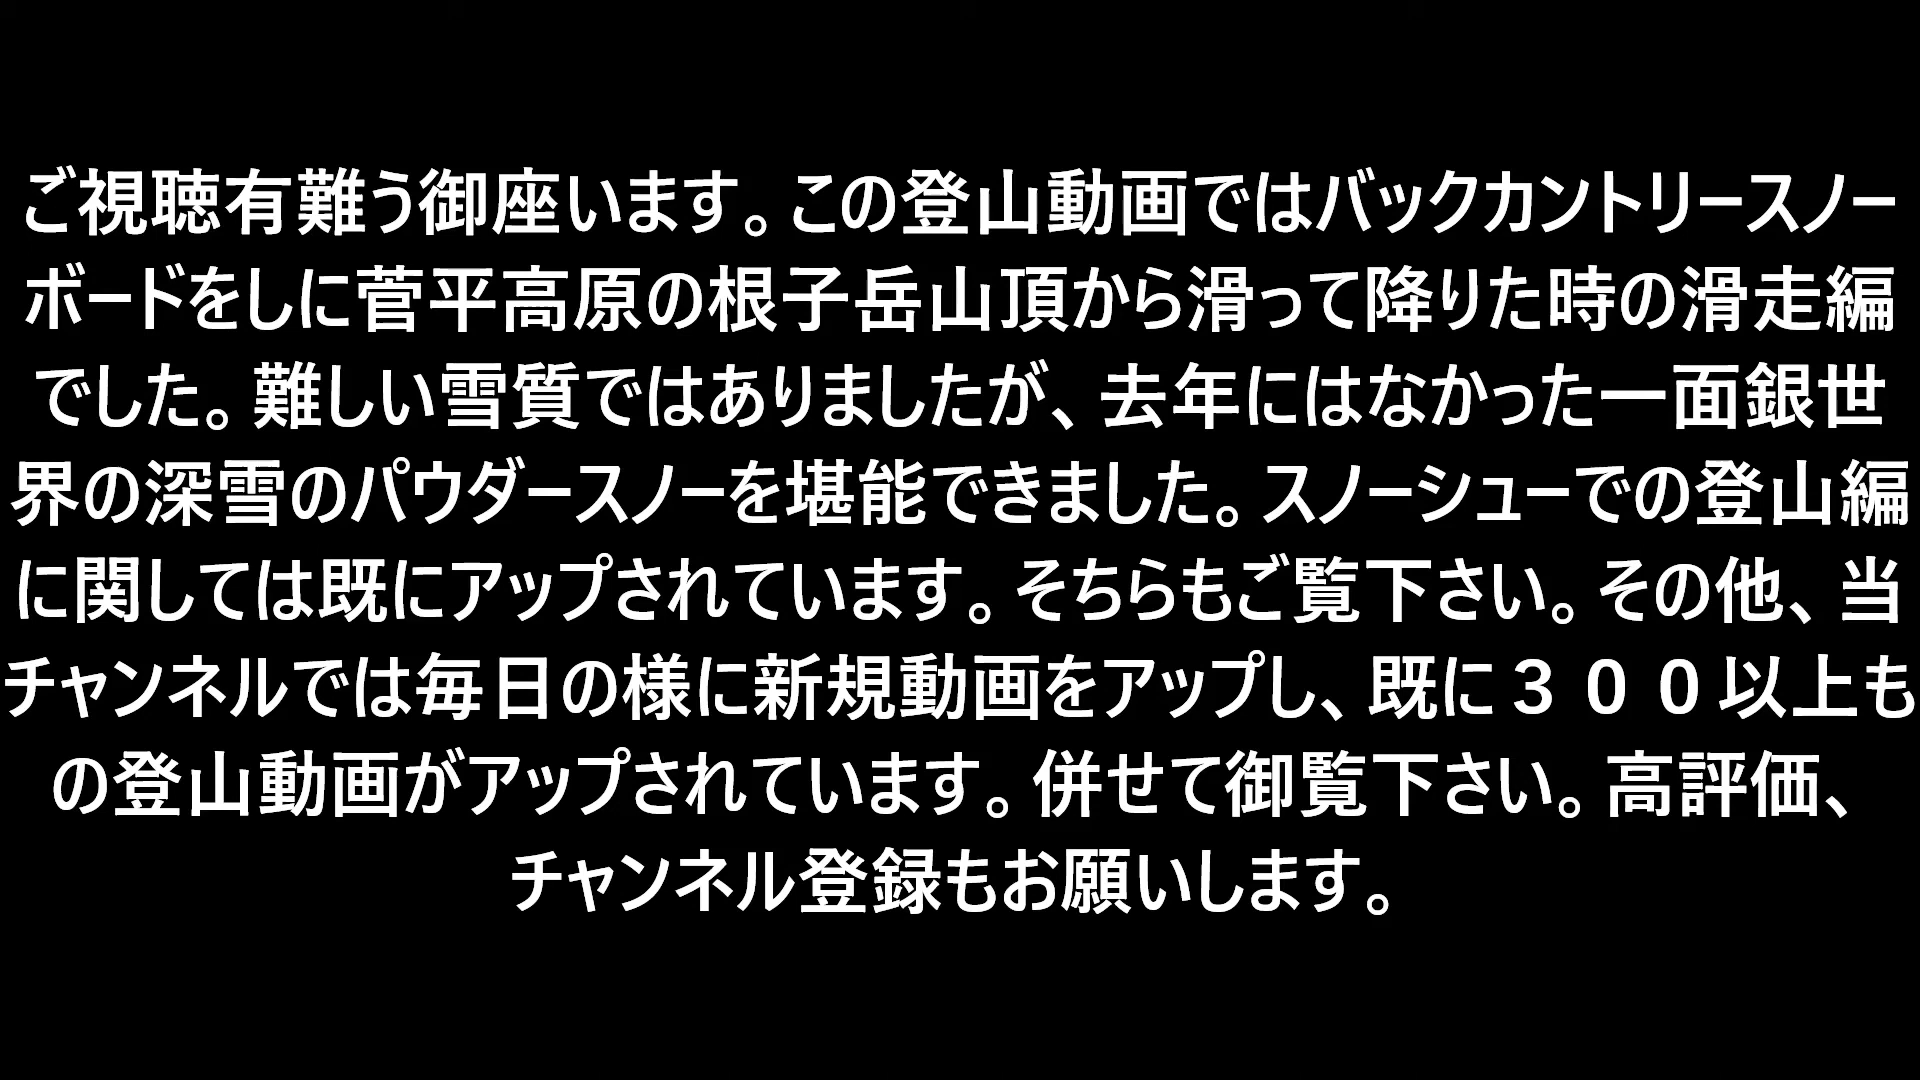 ご視聴有難う御座います。この登山動画ではバックカントリースノー
ボードをしに菅平高原の根子岳山頂から滑って降りた時の滑走編
でした。難しい雪質ではありましたが、去年にはなかった一面銀世
界の深雪のパウダースノーを堪能できました。スノーシューでの登山編
に関しては既にアップされています。そちらもご覧下さい。その他、当
チャンネルでは毎日の様に新規動画をアップし、既に３００以上も
の登山動画がアップされています。併せて御覧下さい。高評価、
チャンネル登録もお願いします。